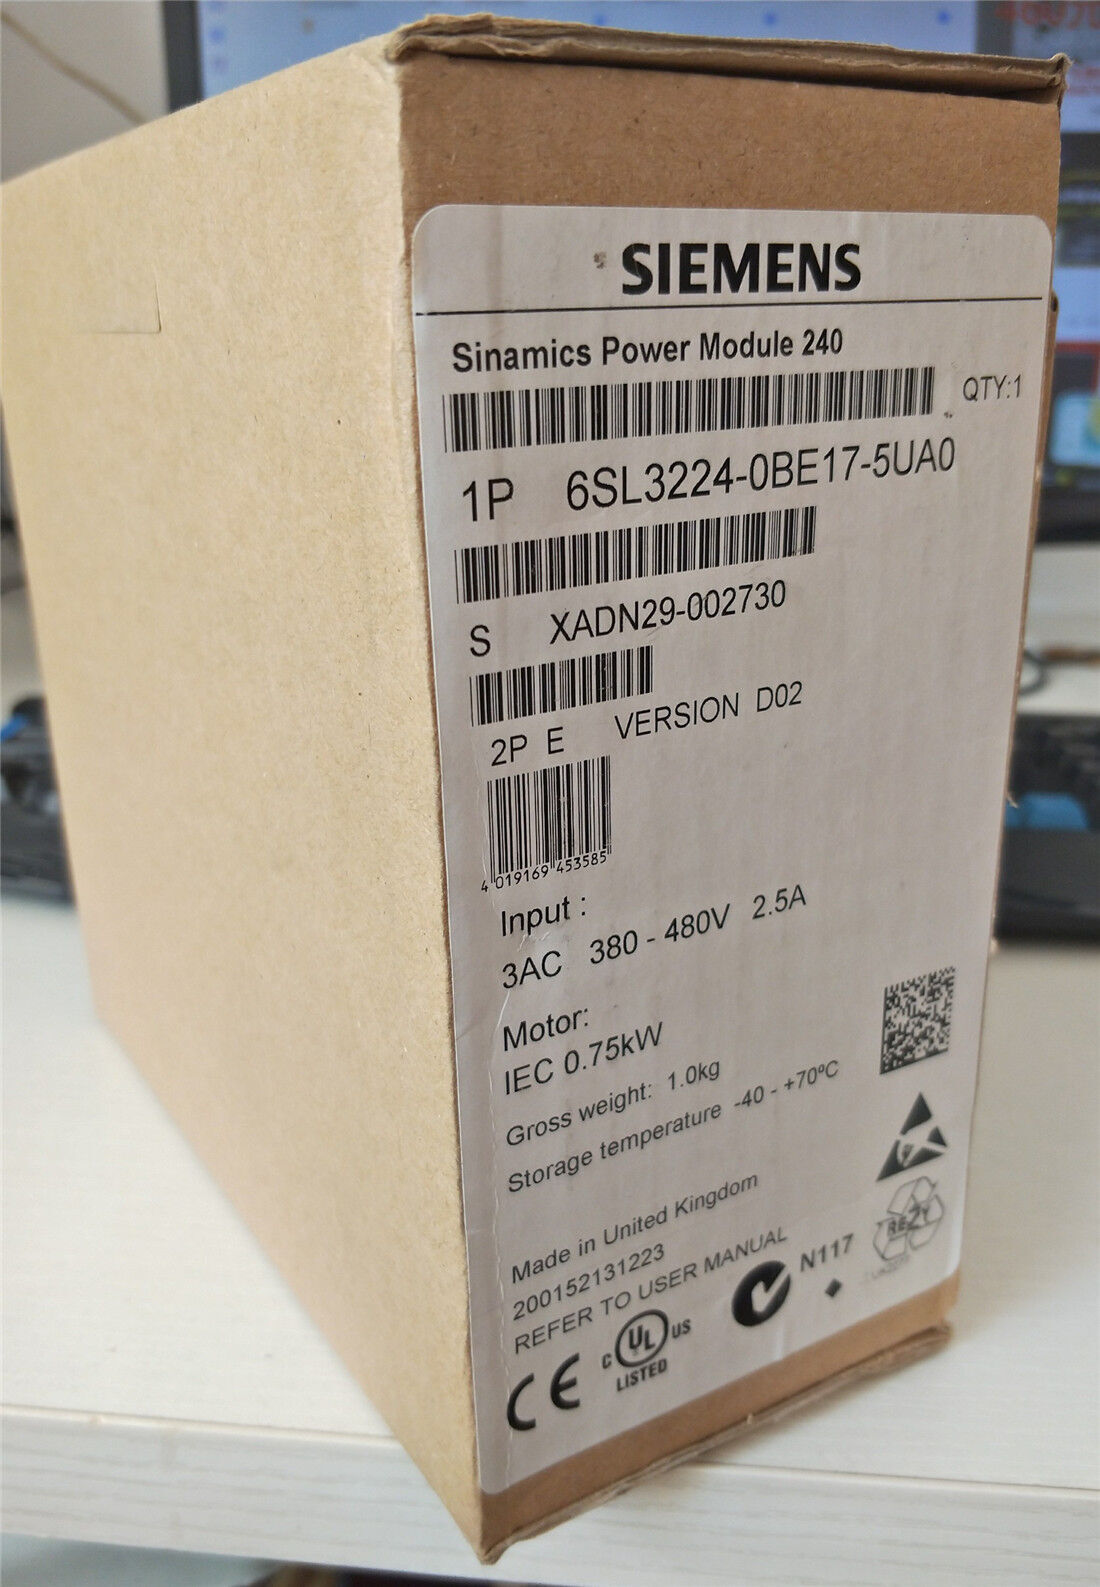 SIEMENS
Sinamics Power Module 240
QTY:1
1P 6SL3224-0BE17-5UA0
S XADN29-002730
2P E VERSION D02
4 019169 453585
Input :
3AC 380 - 480V 2.5A
Motor:
IEC 0.75kW
Gross weight: 1.0kg
Storage temperature -40 - +70ºC
Made in United Kingdom
200152131223
REFER TO USER MANUAL
N117
RESY
CE
C UL US
LISTED